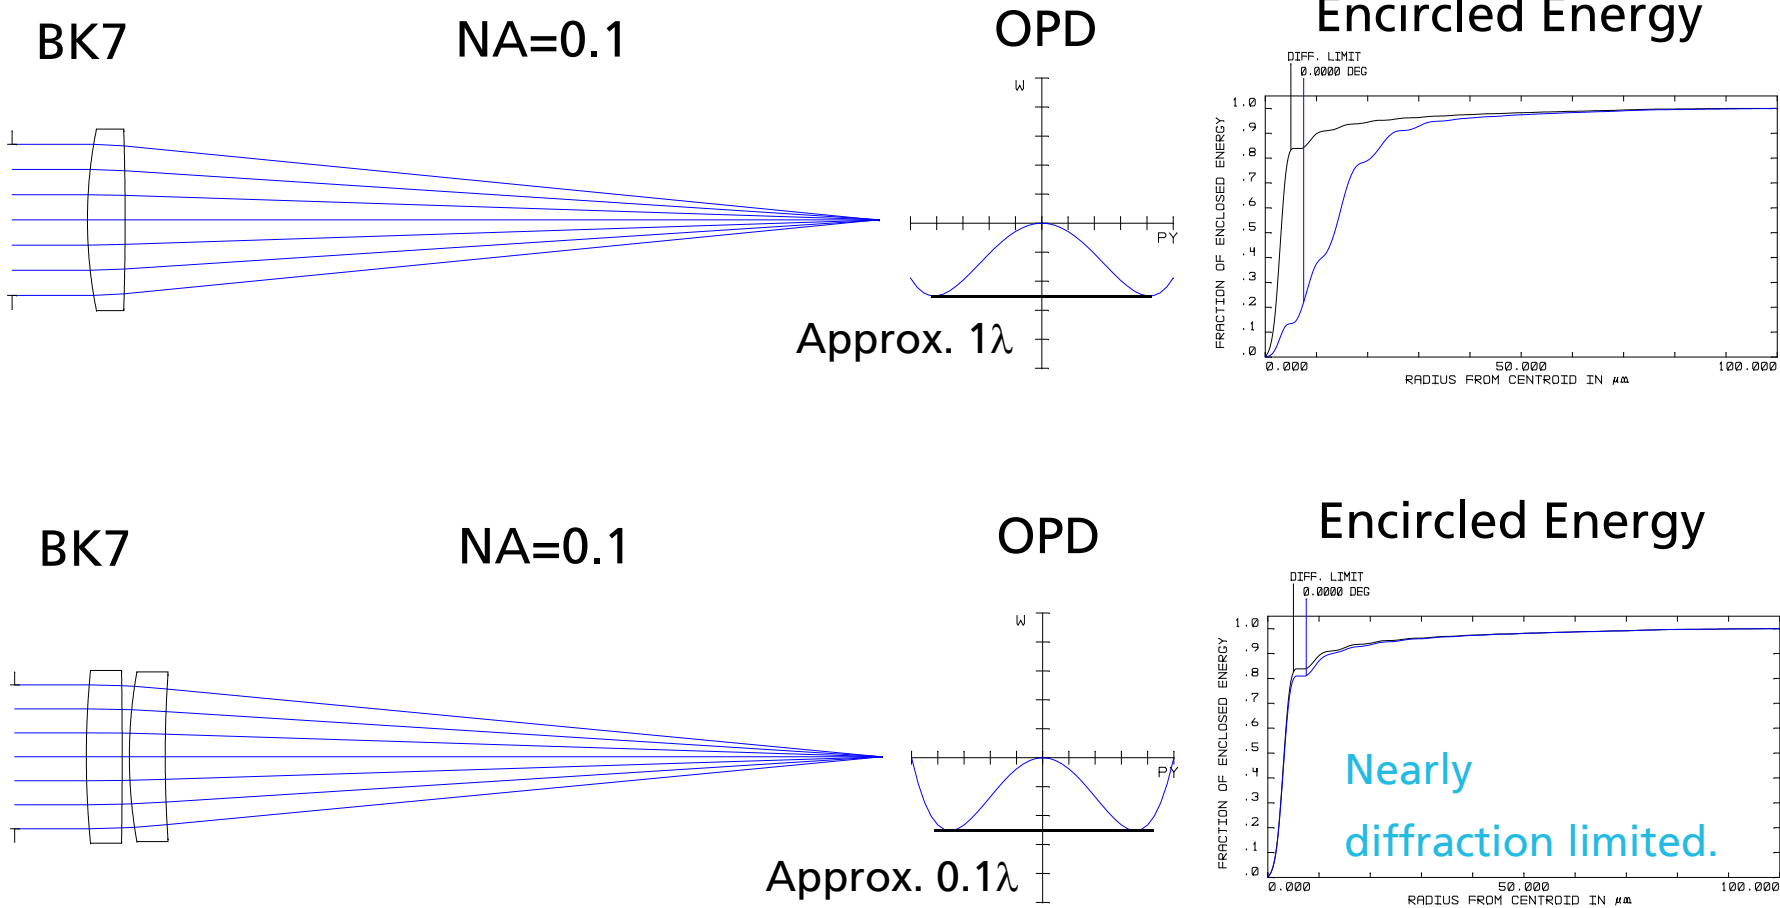 BK7
NA=0.1
OPD
Encircled Energy
W
PY
Approx. 1λ
DIFF. LIMIT
0.0000 DEG
FRACTION OF ENCLOSED ENERGY
1.0
.9
.8
.7
.6
.5
.4
.3
.2
.1
.0
0.000
50.000
100.000
RADIUS FROM CENTROID IN µm
BK7
NA=0.1
OPD
Encircled Energy
W
PY
Approx. 0.1λ
DIFF. LIMIT
0.0000 DEG
FRACTION OF ENCLOSED ENERGY
1.0
.9
.8
.7
.6
.5
.4
.3
.2
.1
.0
Nearly
diffraction limited.
0.000
50.000
100.000
RADIUS FROM CENTROID IN µm